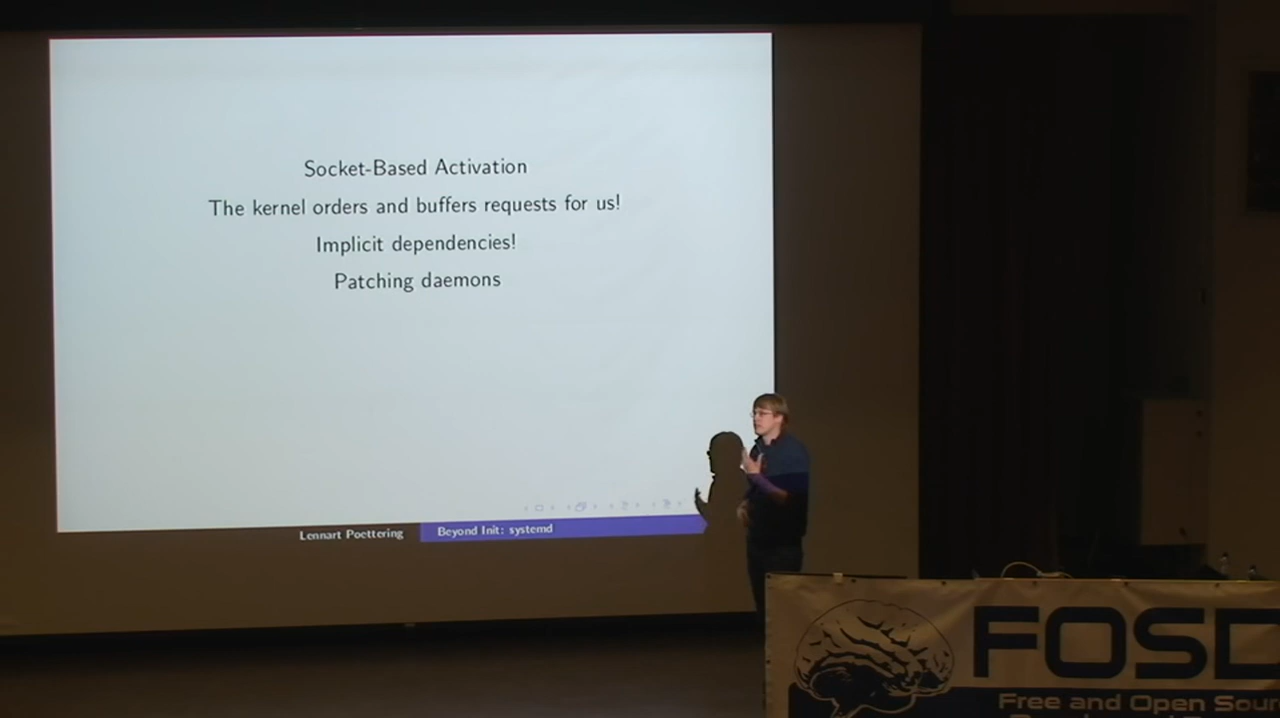 Socket-Based Activation
The kernel orders and buffers requests for us!
Implicit dependencies!
Patching daemons
Lennart Poettering
Beyond Init: systemd
FOSD
Free and Open Sour